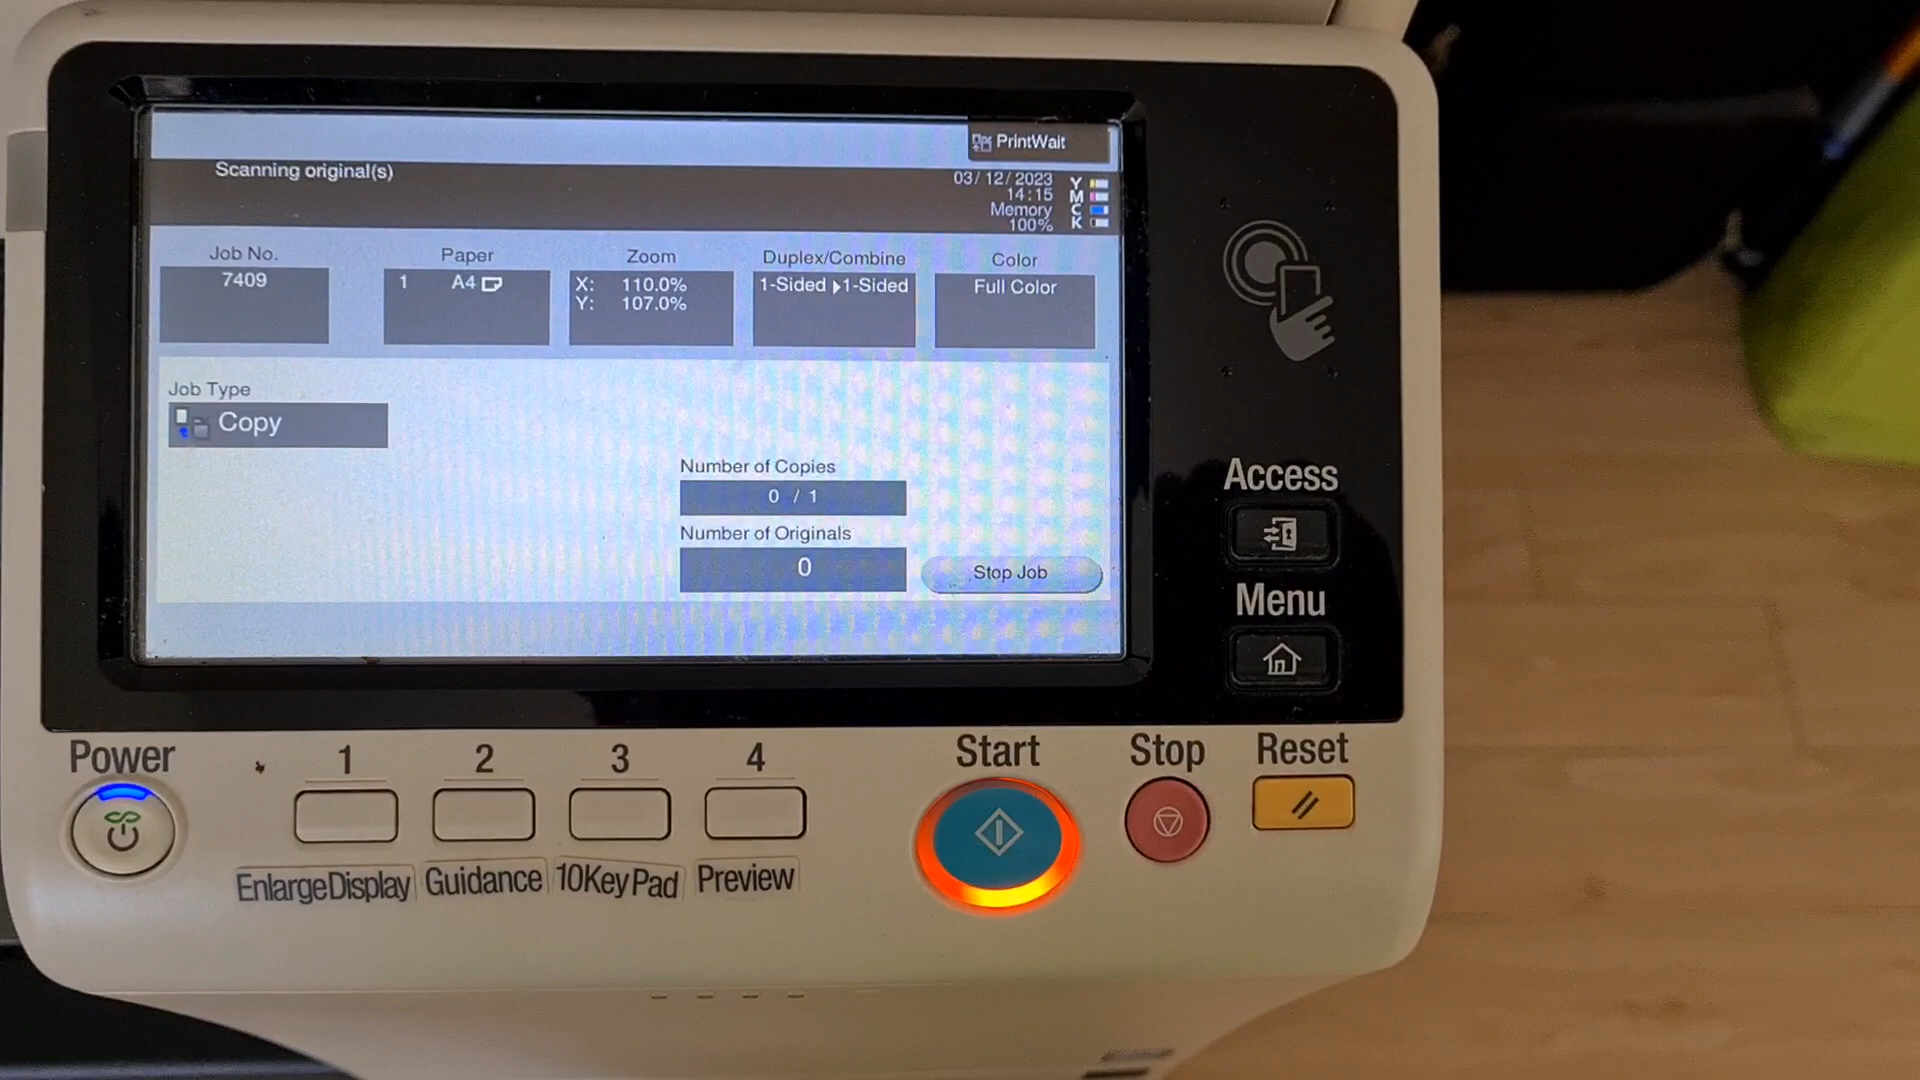 PrintWait
Scanning original(s)
03/12/2023
14:15
Memory
100%
Y
M
C
K
Job No.
7409
Paper
1 A4
Zoom
X: 110.0%
Y: 107.0%
Duplex/Combine
1-Sided ▶1-Sided
Color
Full Color
Job Type
Copy
Number of Copies
0 / 1
Number of Originals
0
Stop Job
Access
Menu
Power
1
2
3
4
Start
Stop
Reset
EnlargeDisplay
Guidance
10KeyPad
Preview